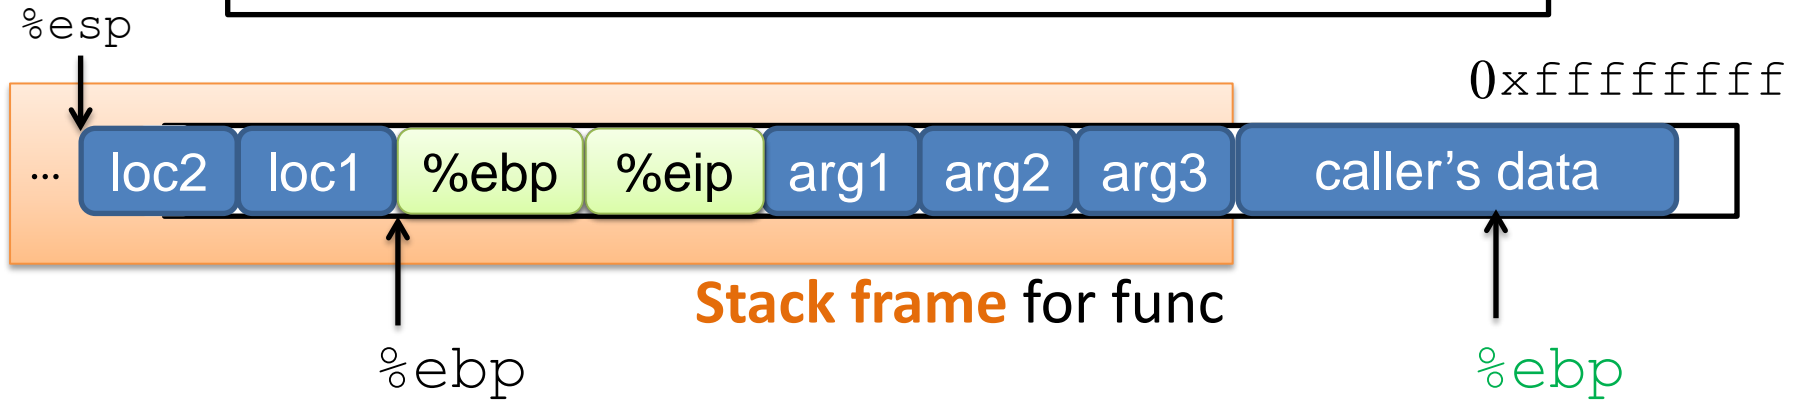 %esp
0xffffffff
... loc2 loc1 %ebp %eip arg1 arg2 arg3 caller's data
Stack frame for func
%ebp %ebp